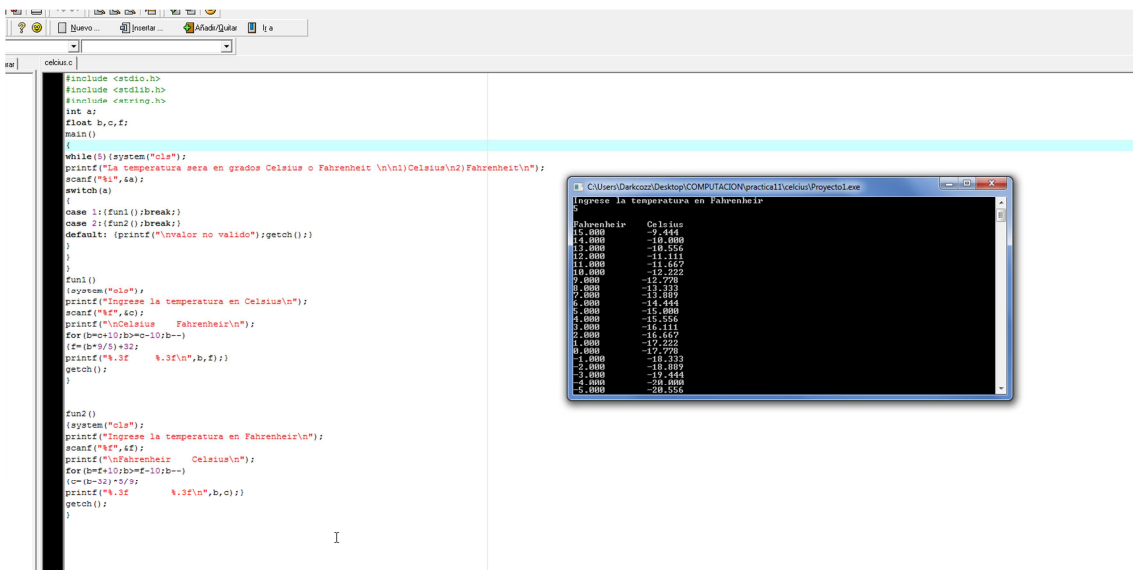 Nuevo ... Insertar ... Añadir/Quitar Ir a
celcius.c
#include <stdio.h>
#include <stdlib.h>
#include <string.h>
int a;
float b,c,f;
main()
{
while(5){system("cls");
printf("La temperatura sera en grados Celsius o Fahrenheit \n\n1)Celsius\n2)Fahrenheit\n");
scanf("%i",&a);
switch(a)
{
case 1:{fun1();break;}
case 2:{fun2();break;}
default: {printf("\nvalor no valido");getch();}
}
}
}
fun1()
{system("cls");
printf("Ingrese la temperatura en Celsius\n");
scanf("%f",&c);
printf("\nCelsius    Fahrenheir\n");
for(b=c+10;b>=c-10;b--)
{f=(b*9/5)+32;
printf("%.3f     %.3f\n",b,f);}
getch();
}
fun2()
{system("cls");
printf("Ingrese la temperatura en Fahrenheir\n");
scanf("%f",&f);
printf("\nFahrenheir     Celsius\n");
for(b=f+10;b>=f-10;b--)
{c=(b-32)*5/9;
printf("%.3f        %.3f\n",b,c);}
getch();
}
C:\Users\Darkcozz\Desktop\COMPUTACION\practica11\celcius\Proyecto1.exe
Ingrese la temperatura en Fahrenheir
5
Fahrenheir     Celsius
15.000        -9.444
14.000        -10.000
13.000        -10.556
12.000        -11.111
11.000        -11.667
10.000        -12.222
9.000        -12.778
8.000        -13.333
7.000        -13.889
6.000        -14.444
5.000        -15.000
4.000        -15.556
3.000        -16.111
2.000        -16.667
1.000        -17.222
0.000        -17.778
-1.000        -18.333
-2.000        -18.889
-3.000        -19.444
-4.000        -20.000
-5.000        -20.556